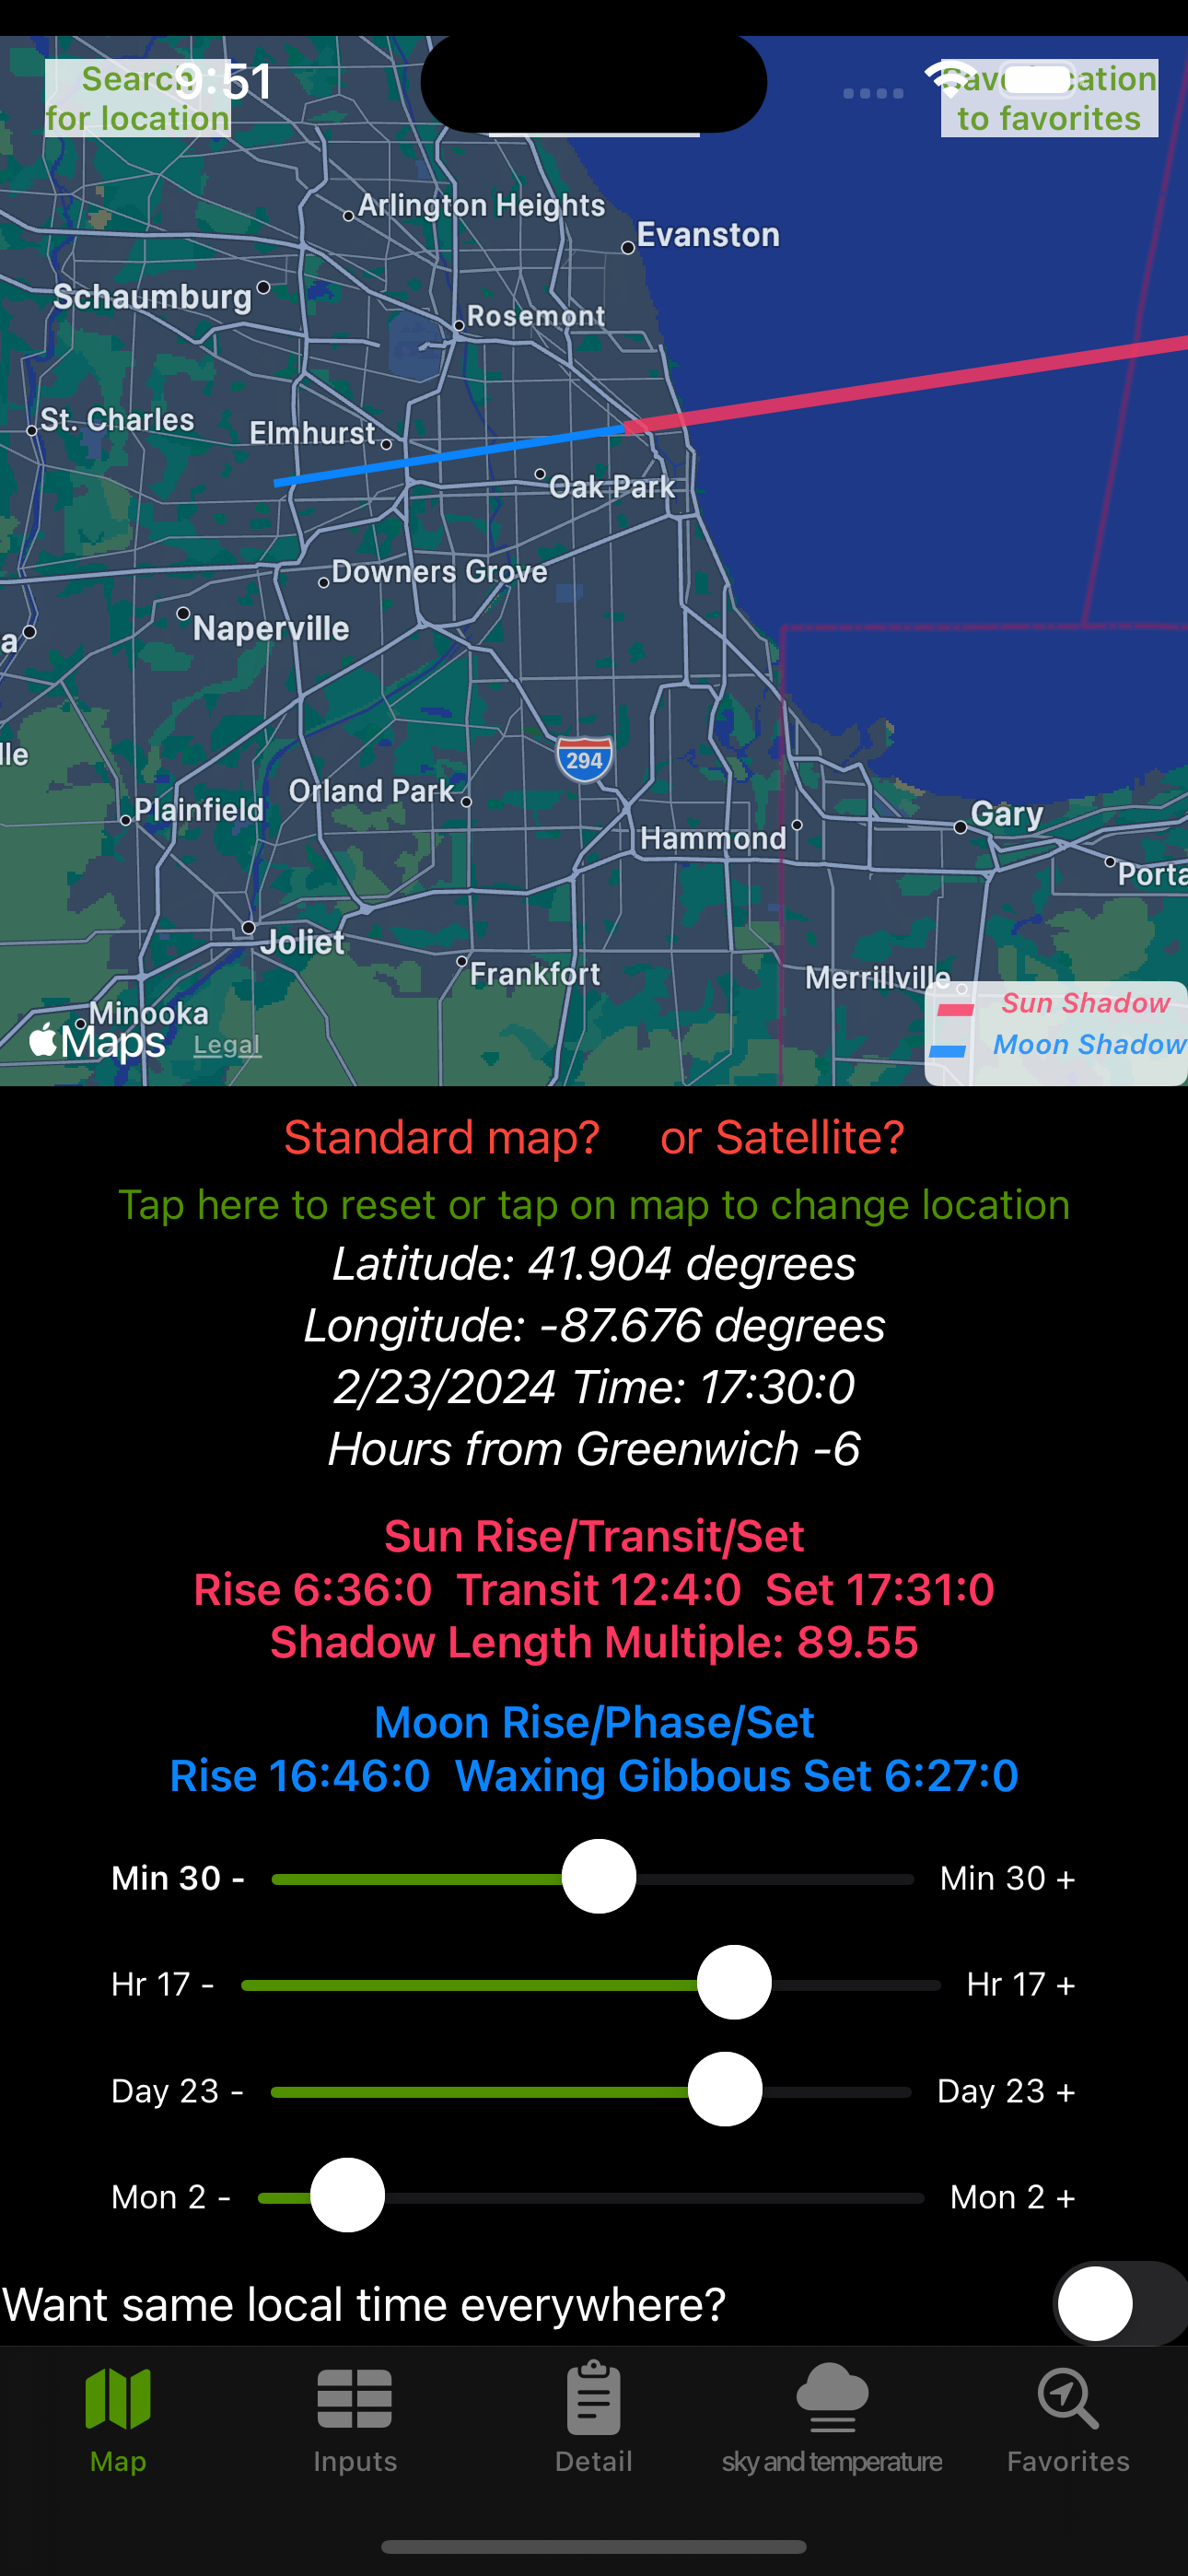 Search
for location
9:51
Save location
to favorites
Arlington Heights
Evanston
Schaumburg
Rosemont
St. Charles
Elmhurst
Oak Park
Downers Grove
Naperville
a
lle
294
Orland Park
Plainfield
Hammond
Gary
Porta
Joliet
Frankfort
Merrillville
Minooka
Maps Legal
Sun Shadow
Moon Shadow
Standard map? or Satellite?
Tap here to reset or tap on map to change location
Latitude: 41.904 degrees
Longitude: -87.676 degrees
2/23/2024 Time: 17:30:0
Hours from Greenwich -6
Sun Rise/Transit/Set
Rise 6:36:0 Transit 12:4:0 Set 17:31:0
Shadow Length Multiple: 89.55
Moon Rise/Phase/Set
Rise 16:46:0 Waxing Gibbous Set 6:27:0
Min 30 - Min 30 +
Hr 17 - Hr 17 +
Day 23 - Day 23 +
Mon 2 - Mon 2 +
Want same local time everywhere?
Map Inputs Detail sky and temperature Favorites